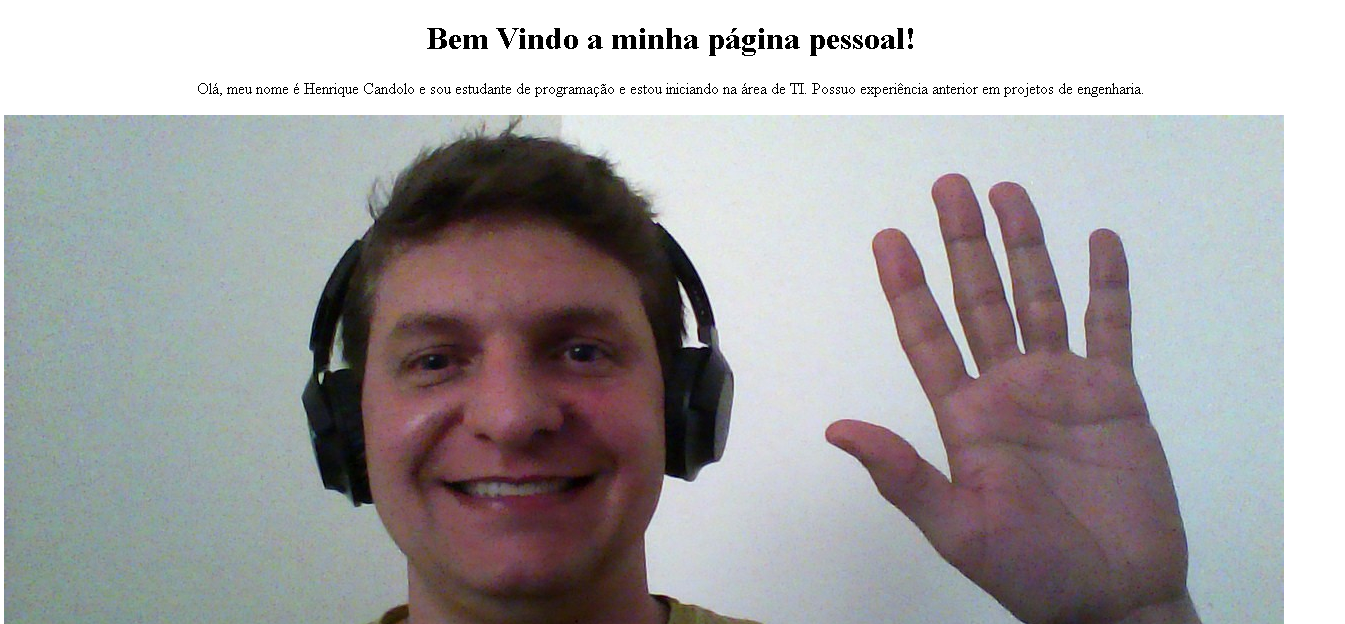 Bem Vindo a minha página pessoal!
Olá, meu nome é Henrique Candolo e sou estudante de programação e estou iniciando na área de TI. Possuo experiência anterior em projetos de engenharia.